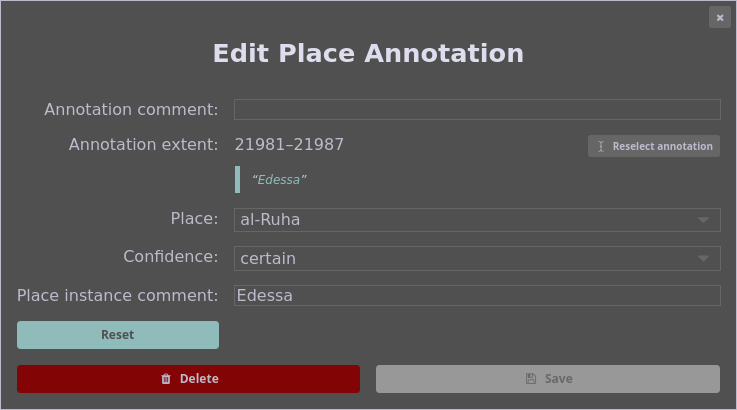 Edit Place Annotation
Annotation comment:
Annotation extent: 21981–21987 Reselect annotation
“Edessa”
Place: al-Ruha
Confidence: certain
Place instance comment: Edessa
Reset
Delete Save